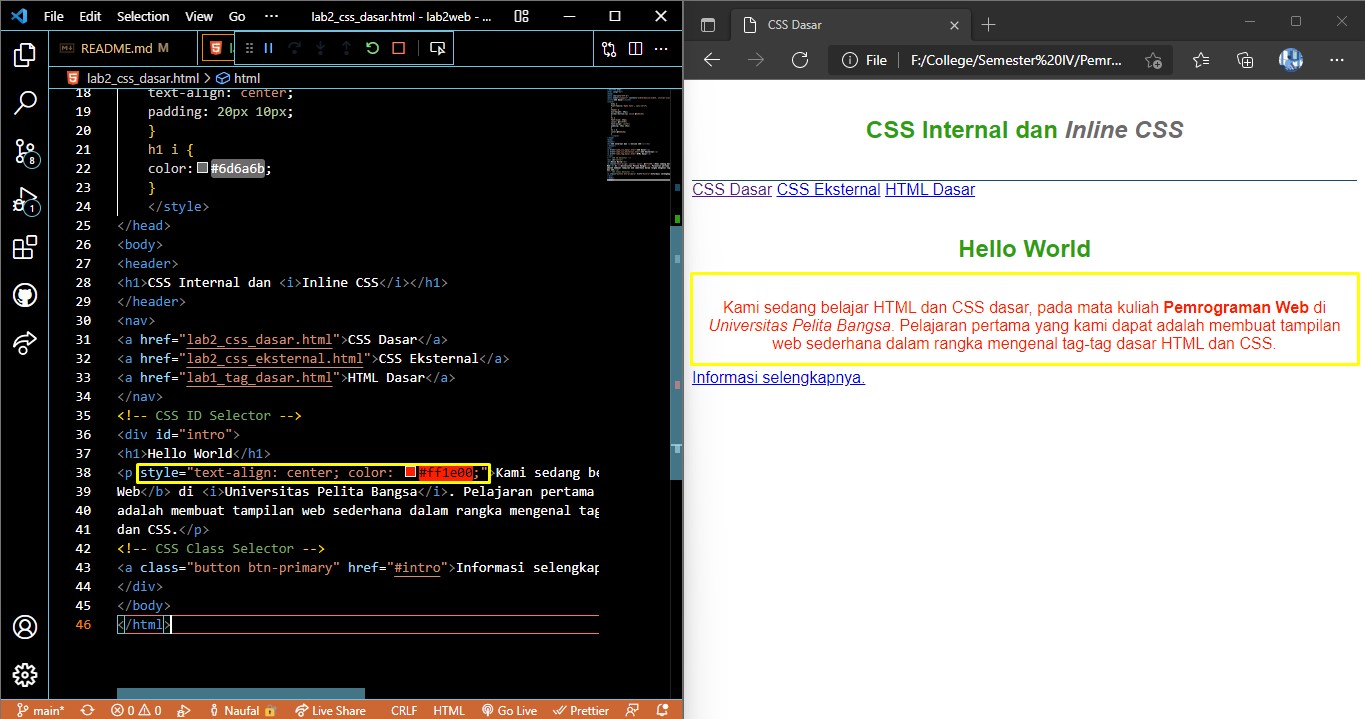 File Edit Selection View Go ··· lab2_css_dasar.html - lab2web - ...
README.md M
lab2_css_dasar.html > html
18 text-align: center;
19 padding: 20px 10px;
20 }
21 h1 i {
22 color: #6d6a6b;
23 }
24 </style>
25 </head>
26 <body>
27 <header>
28 <h1>CSS Internal dan <i>Inline CSS</i></h1>
29 </header>
30 <nav>
31 <a href="lab2_css_dasar.html">CSS Dasar</a>
32 <a href="lab2_css_eksternal.html">CSS Eksternal</a>
33 <a href="lab1_tag_dasar.html">HTML Dasar</a>
34 </nav>
35 <!-- CSS ID Selector -->
36 <div id="intro">
37 <h1>Hello World</h1>
38 <p style="text-align: center; color: #ff1e00;">Kami sedang be
39 Web</b> di <i>Universitas Pelita Bangsa</i>. Pelajaran pertama
40 adalah membuat tampilan web sederhana dalam rangka mengenal tag
41 dan CSS.</p>
42 <!-- CSS Class Selector -->
43 <a class="button btn-primary" href="#intro">Informasi selengkap
44 </div>
45 </body>
46 </html>
8
1
main* 0 0 Naufal Live Share CRLF HTML Go Live Prettier
CSS Dasar
File F:/College/Semester%20IV/Pemr...
CSS Internal dan Inline CSS
CSS Dasar CSS Eksternal HTML Dasar
Hello World
Kami sedang belajar HTML dan CSS dasar, pada mata kuliah Pemrograman Web di
Universitas Pelita Bangsa. Pelajaran pertama yang kami dapat adalah membuat tampilan
web sederhana dalam rangka mengenal tag-tag dasar HTML dan CSS.
Informasi selengkapnya.